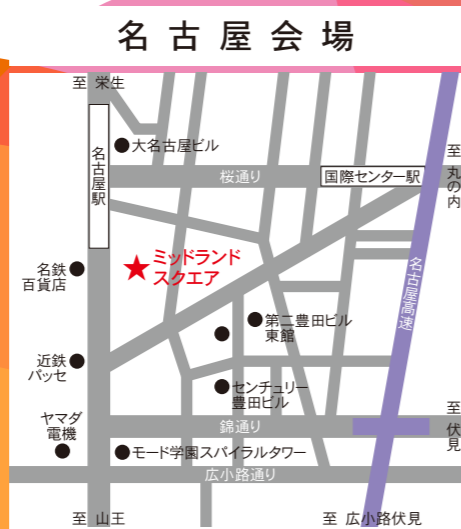 名古屋会場
至 栄生
大名古屋ビル
名古屋駅
桜通り
国際センター駅
至 丸の内
ミッドランド
スクエア
名鉄
百貨店
名古屋高速
第二豊田ビル
東館
近鉄
パッセ
センチュリー
豊田ビル
ヤマダ
電機
錦通り
至 伏見
モード学園スパイラルタワー
広小路通り
至 山王
至 広小路伏見